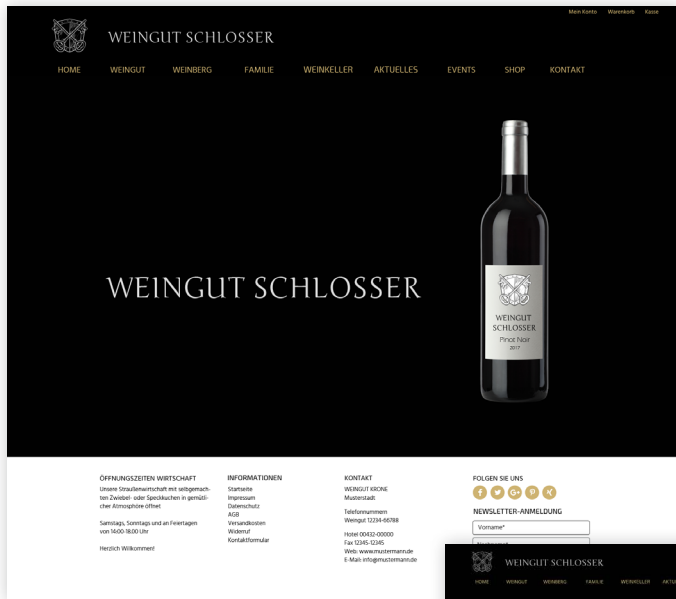 Mein Konto Warenkorb Kasse
WEINGUT SCHLOSSER
HOME WEINGUT WEINBERG FAMILIE WEINKELLER AKTUELLES EVENTS SHOP KONTAKT
WEINGUT SCHLOSSER
WEINGUT
SCHLOSSER
Pinot Noir
2017
ÖFFNUNGSZEITEN WIRTSCHAFT
Unsere Straußenwirtschaft mit selbgemach-
ten Zwiebel- oder Speckkuchen in gemütli-
cher Atmosphäre öffnet
Samstags, Sonntags und an Feiertagen
von 14:00-18.00 Uhr
Herzlich Willkommen!
INFORMATIONEN
Startseite
Impressum
Datenschutz
AGB
Versandkosten
Widerruf
Kontaktformular
KONTAKT
WEINGUT KRONE
Musterstadt
Telefonnummern
Weingut 12234-66788
Hotel 00432-00000
Fax 12345-12345
Web: www.mustermann.de
E-Mail: info@mustermann.de
FOLGEN SIE UNS
NEWSLETTER-ANMELDUNG
Vorname*
WEINGUT SCHLOSSER
HOME WEINGUT WEINBERG FAMILIE WEINKELLER AKTU